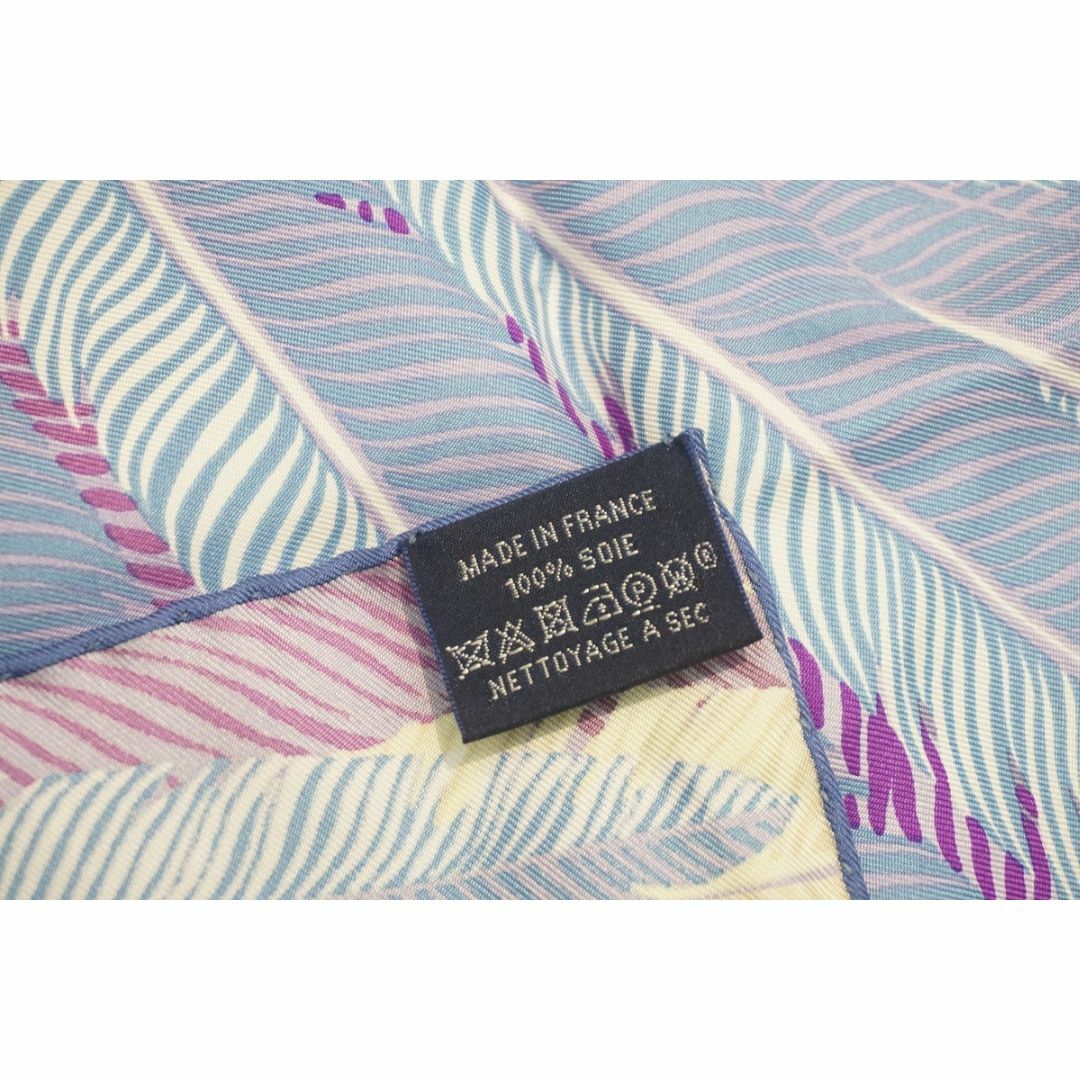 MADE IN FRANCE
100% SOIE
®
NETTOYAGE A SEC